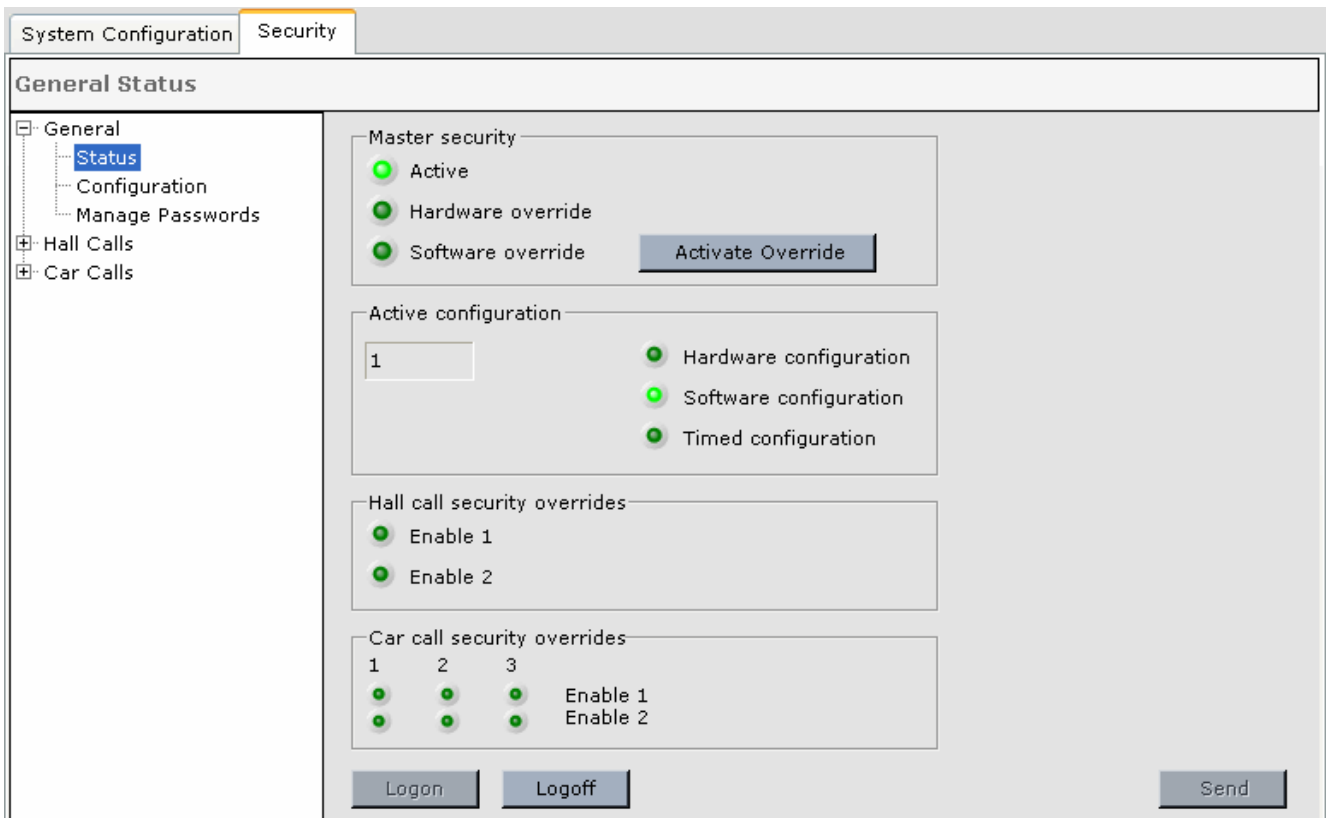 System Configuration
Security
General Status
General
Status
Configuration
Manage Passwords
Hall Calls
Car Calls
Master security
Active
Hardware override
Software override
Activate Override
Active configuration
1
Hardware configuration
Software configuration
Timed configuration
Hall call security overrides
Enable 1
Enable 2
Car call security overrides
1 2 3
Enable 1
Enable 2
Logon
Logoff
Send